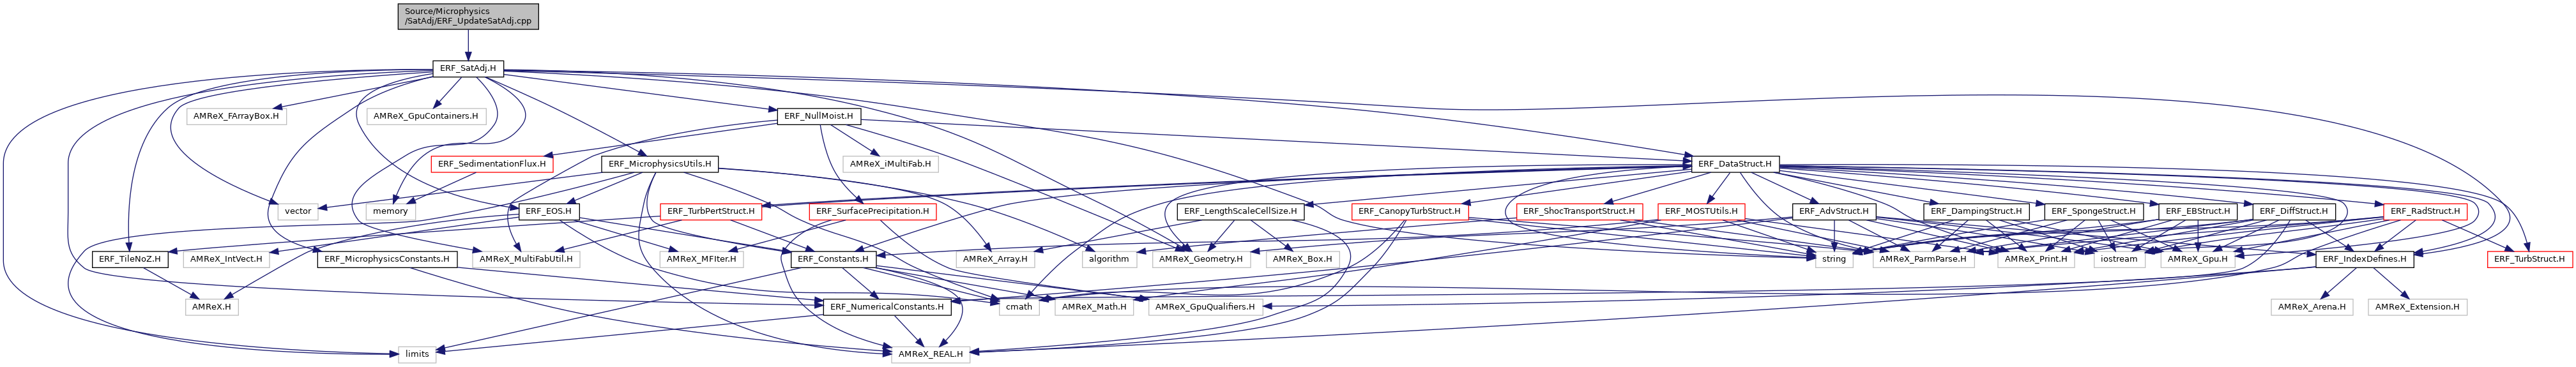 Source/Microphysics
/SatAdj/ERF_UpdateSatAdj.cpp
ERF_SatAdj.H
AMReX_FArrayBox.H
AMReX_GpuContainers.H
ERF_NullMoist.H
ERF_SedimentationFlux.H
ERF_MicrophysicsUtils.H
AMReX_iMultiFab.H
ERF_DataStruct.H
vector
memory
ERF_EOS.H
ERF_TurbPertStruct.H
ERF_SurfacePrecipitation.H
ERF_LengthScaleCellSize.H
ERF_CanopyTurbStruct.H
ERF_ShocTransportStruct.H
ERF_MOSTUtils.H
ERF_AdvStruct.H
ERF_DampingStruct.H
ERF_SpongeStruct.H
ERF_EBStruct.H
ERF_DiffStruct.H
ERF_RadStruct.H
ERF_TileNoZ.H
AMReX_IntVect.H
ERF_MicrophysicsConstants.H
AMReX_MultiFabUtil.H
AMReX_MFIter.H
ERF_Constants.H
AMReX_Array.H
algorithm
AMReX_Geometry.H
AMReX_Box.H
string
AMReX_ParmParse.H
AMReX_Print.H
iostream
AMReX_Gpu.H
ERF_IndexDefines.H
ERF_TurbStruct.H
AMReX.H
ERF_NumericalConstants.H
cmath
AMReX_Math.H
AMReX_GpuQualifiers.H
AMReX_Arena.H
AMReX_Extension.H
limits
AMReX_REAL.H